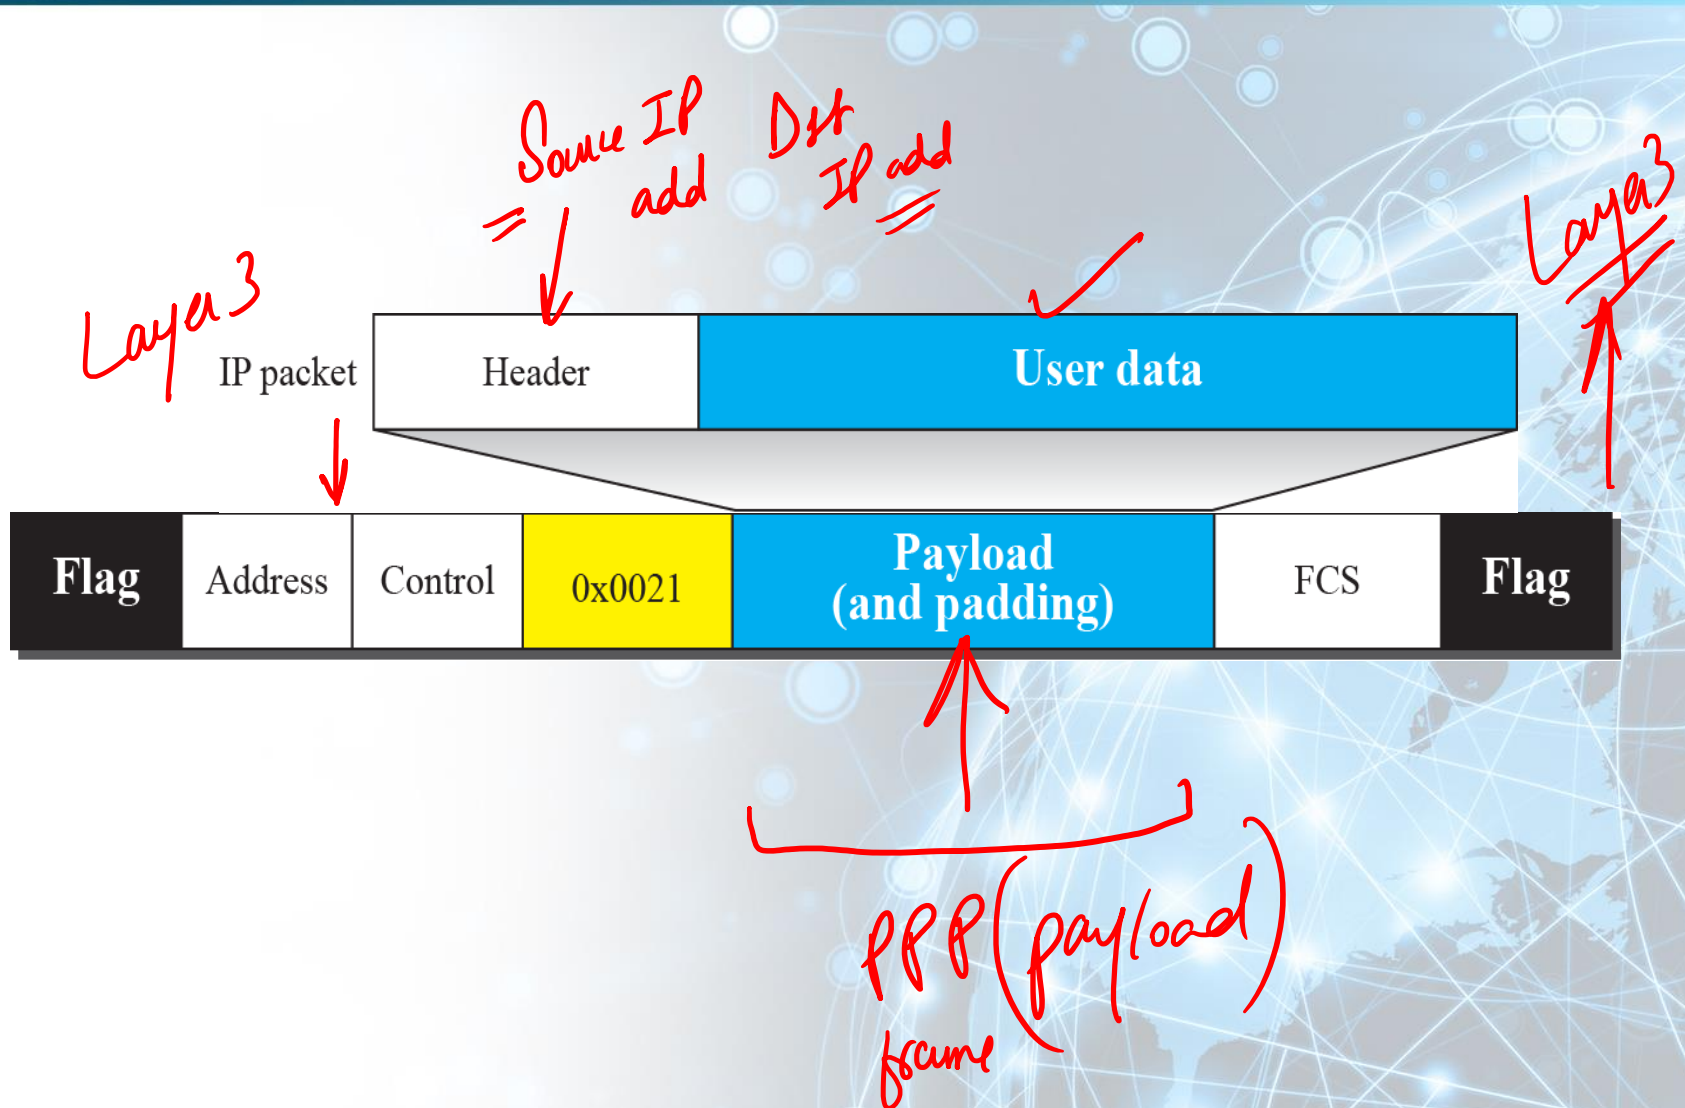 Source IP add
Dst IP add
Layer 3
Layer 3
IP packet
Header
User data
Flag
Address
Control
0x0021
Payload
(and padding)
FCS
Flag
PPP (payload)
frame